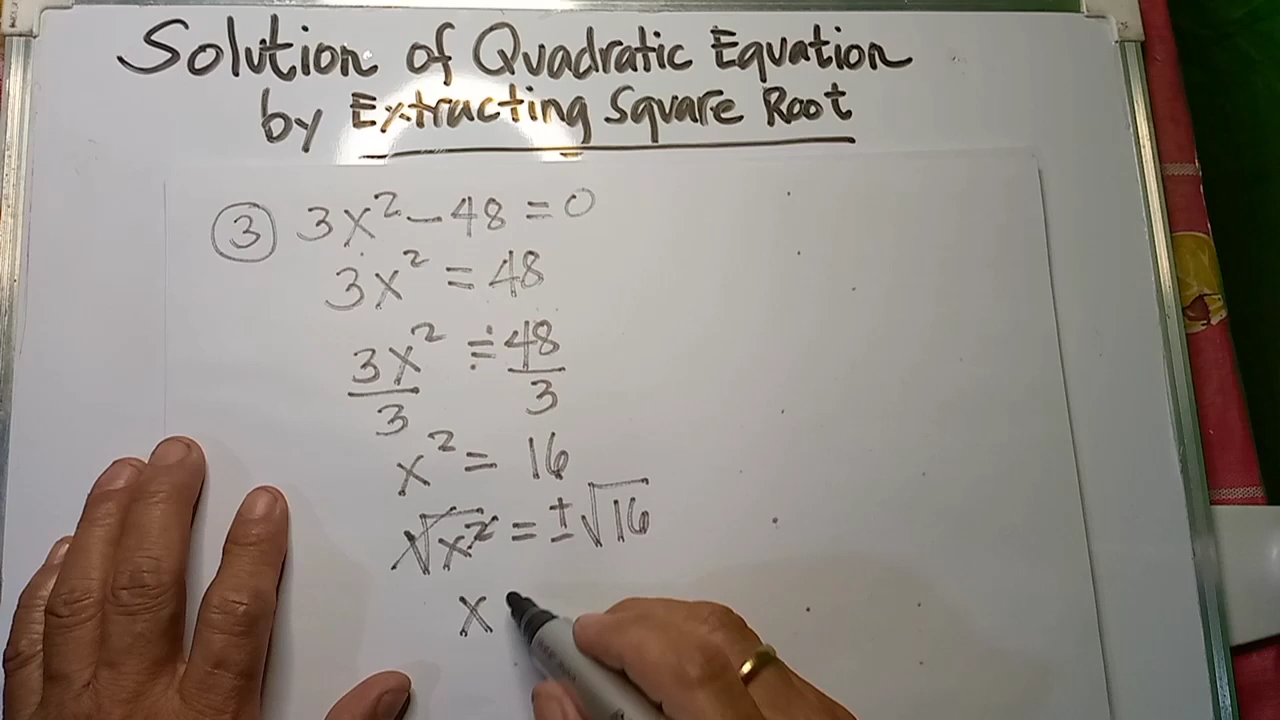 Solution of Quadratic Equation
by Extracting Square Root
③ 3x² - 48 = 0
3x² = 48
3x²/3 ÷= 48/3
x² = 16
√x² = ±√16
x